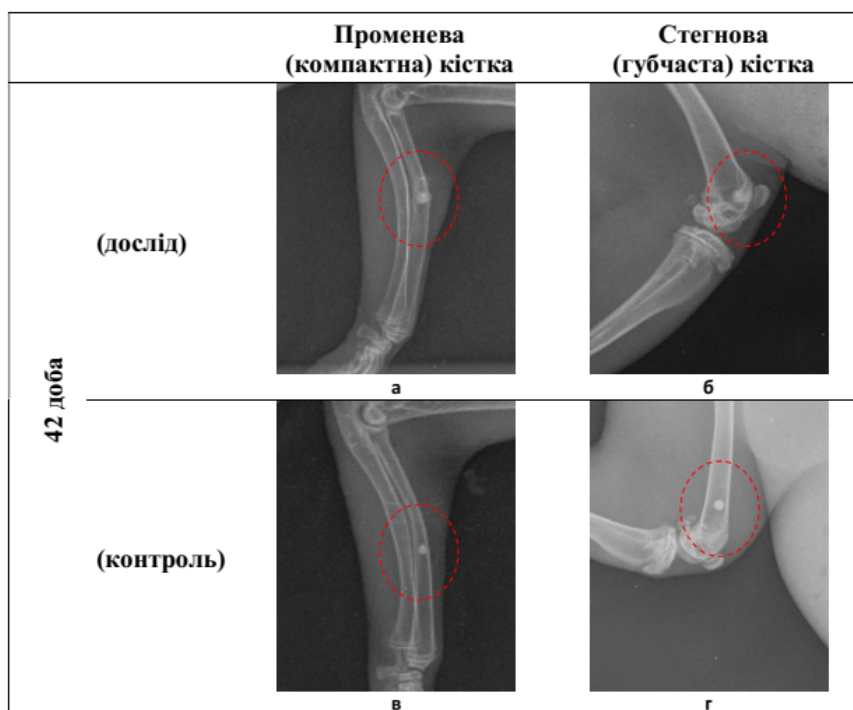 Променева
(компактна) кістка
Стегнова
(губчаста) кістка
42 доба
(дослід)
а
б
(контроль)
в
г